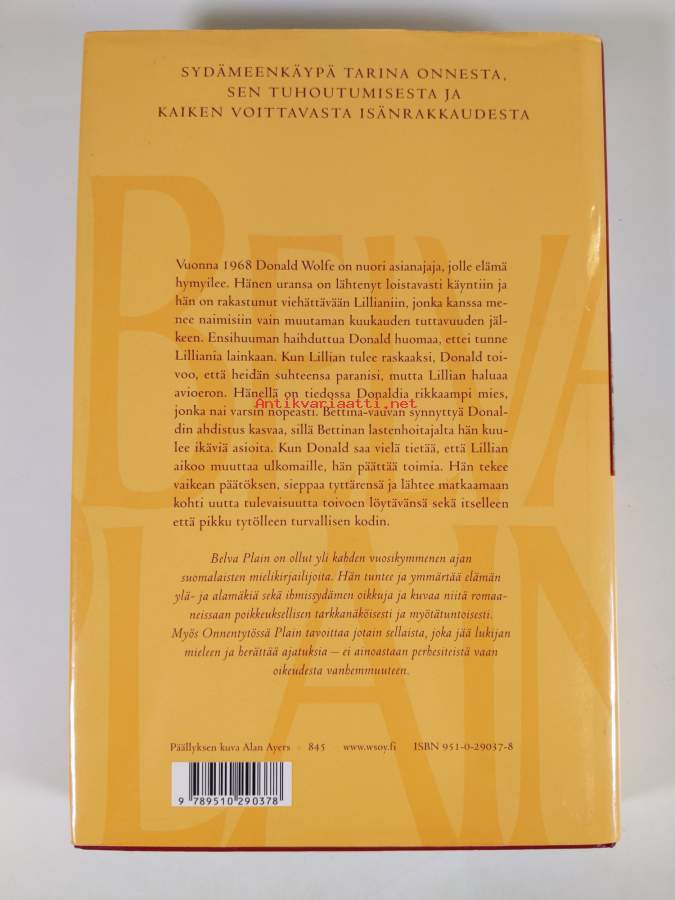 SYDÄMEENKÄYPÄ TARINA ONNESTA,
SEN TUHOUTUMISESTA JA
KAIKEN VOITTAVASTA ISÄNRAKKAUDESTA
BELVA
PLAIN
Vuonna 1968 Donald Wolfe on nuori asianajaja, jolle elämä
hymyilee. Hänen uransa on lähtenyt loistavasti käyntiin ja
hän on rakastunut viehättävään Lillianiin, jonka kanssa me-
nee naimisiin vain muutaman kuukauden tuttavuuden jäl-
keen. Ensihuuman haihduttua Donald huomaa, ettei tunne
Lilliania lainkaan. Kun Lillian tulee raskaaksi, Donald toi-
voo, että heidän suhteensa paranisi, mutta Lillian haluaa
avioeron. Hänellä on tiedossa Donaldia rikkaampi mies,
Antikvariaatti.net
jonka nai varsin nopeasti. Bettina-vauvan synnyttyä Donal-
din ahdistus kasvaa, sillä Bettinan lastenhoitajalta hän kuu-
lee ikäviä asioita. Kun Donald saa vielä tietää, että Lillian
aikoo muuttaa ulkomaille, hän päättää toimia. Hän tekee
vaikean päätöksen, sieppaa tyttärensä ja lähtee matkaamaan
kohti uutta tulevaisuutta toivoen löytävänsä sekä itselleen
että pikku tytölleen turvallisen kodin.
Belva Plain on ollut yli kahden vuosikymmenen ajan
suomalaisten mielikirjailijoita. Hän tuntee ja ymmärtää elämän
ylä- ja alamäkiä sekä ihmissydämen oikkuja ja kuvaa niitä romaa-
neissaan poikkeuksellisen tarkkanäköisesti ja myötätuntoisesti.
Myös Onnentytössä Plain tavoittaa jotain sellaista, joka jää lukijan
mieleen ja herättää ajatuksia – ei ainoastaan perhesiteistä vaan
oikeudesta vanhemmuuteen.
Päällyksen kuva Alan Ayers · 845 · www.wsoy.fi ISBN 951-0-29037-8
9 789510 290378